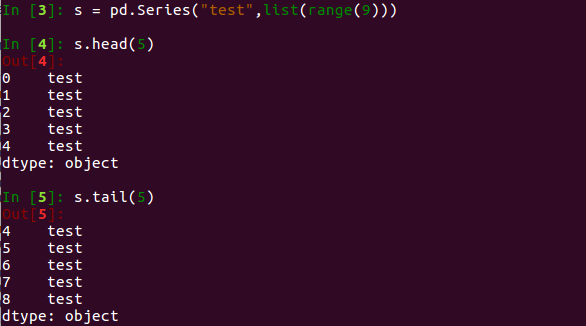 In [3]: s = pd.Series("test",list(range(9)))
In [4]: s.head(5)
Out[4]:
0    test
1    test
2    test
3    test
4    test
dtype: object
In [5]: s.tail(5)
Out[5]:
4    test
5    test
6    test
7    test
8    test
dtype: object